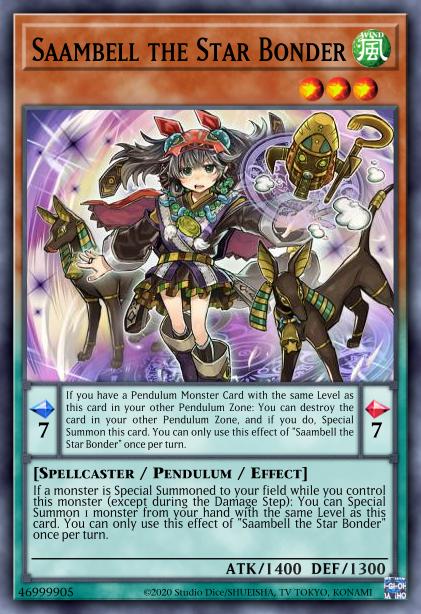 SAAMBELL THE STAR BONDER
WIND
風
If you have a Pendulum Monster Card with the same Level as
this card in your other Pendulum Zone: You can destroy the
card in your other Pendulum Zone, and if you do, Special
Summon this card. You can only use this effect of "Saambell the
Star Bonder" once per turn.
7
7
[SPELLCASTER / PENDULUM / EFFECT]
If a monster is Special Summoned to your field while you control
this monster (except during the Damage Step): You can Special
Summon 1 monster from your hand with the same Level as this
card. You can only use this effect of "Saambell the Star Bonder"
once per turn.
ATK/1400 DEF/1300
46999905
©2020 Studio Dice/SHUEISHA, TV TOKYO, KONAMI